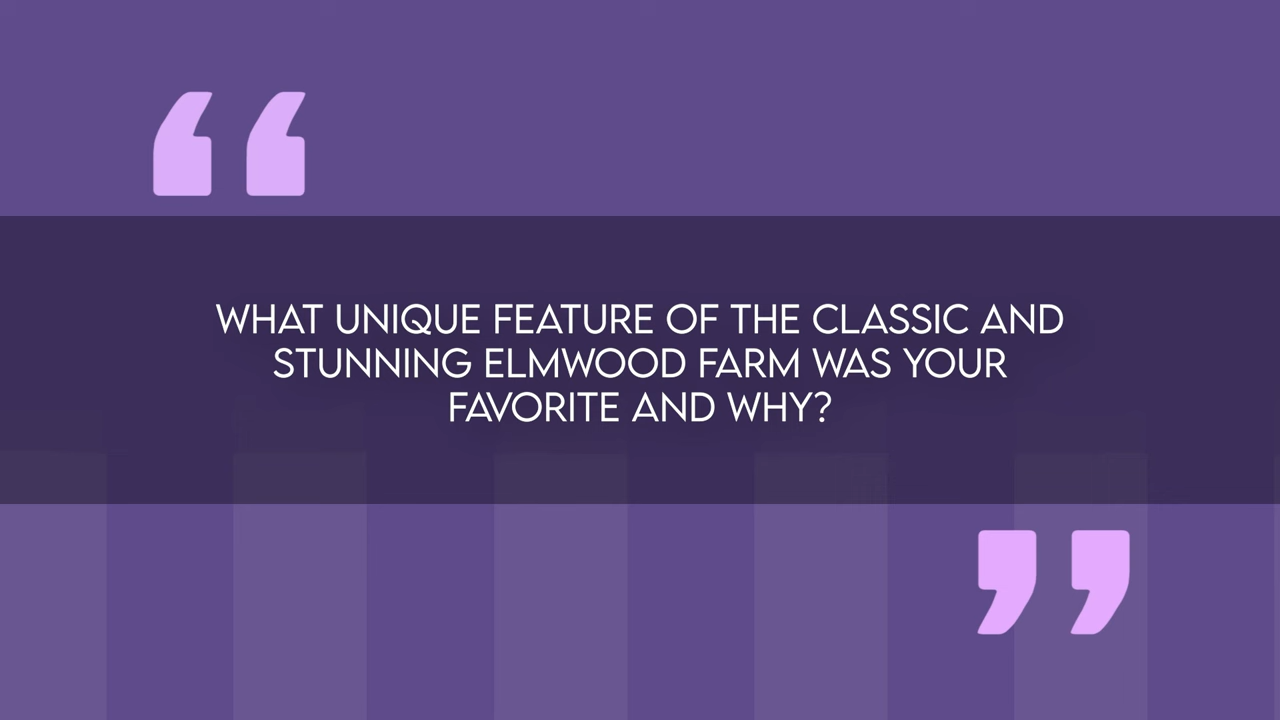 “
WHAT UNIQUE FEATURE OF THE CLASSIC AND
STUNNING ELMWOOD FARM WAS YOUR
FAVORITE AND WHY?
”